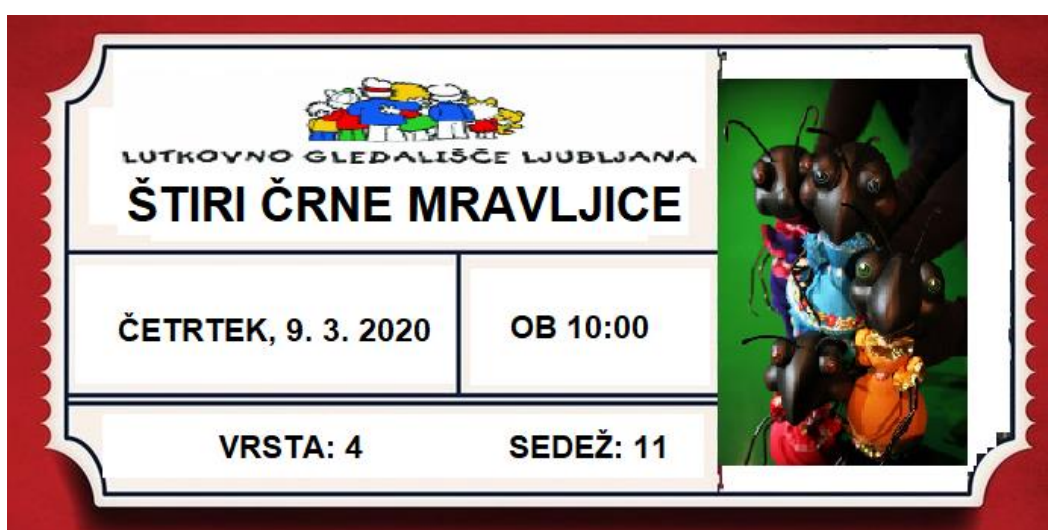 LUTKOVNO GLEDALIŠČE LJUBLJANA
ŠTIRI ČRNE MRAVLJICE
ČETRTEK, 9. 3. 2020
OB 10:00
VRSTA: 4
SEDEŽ: 11